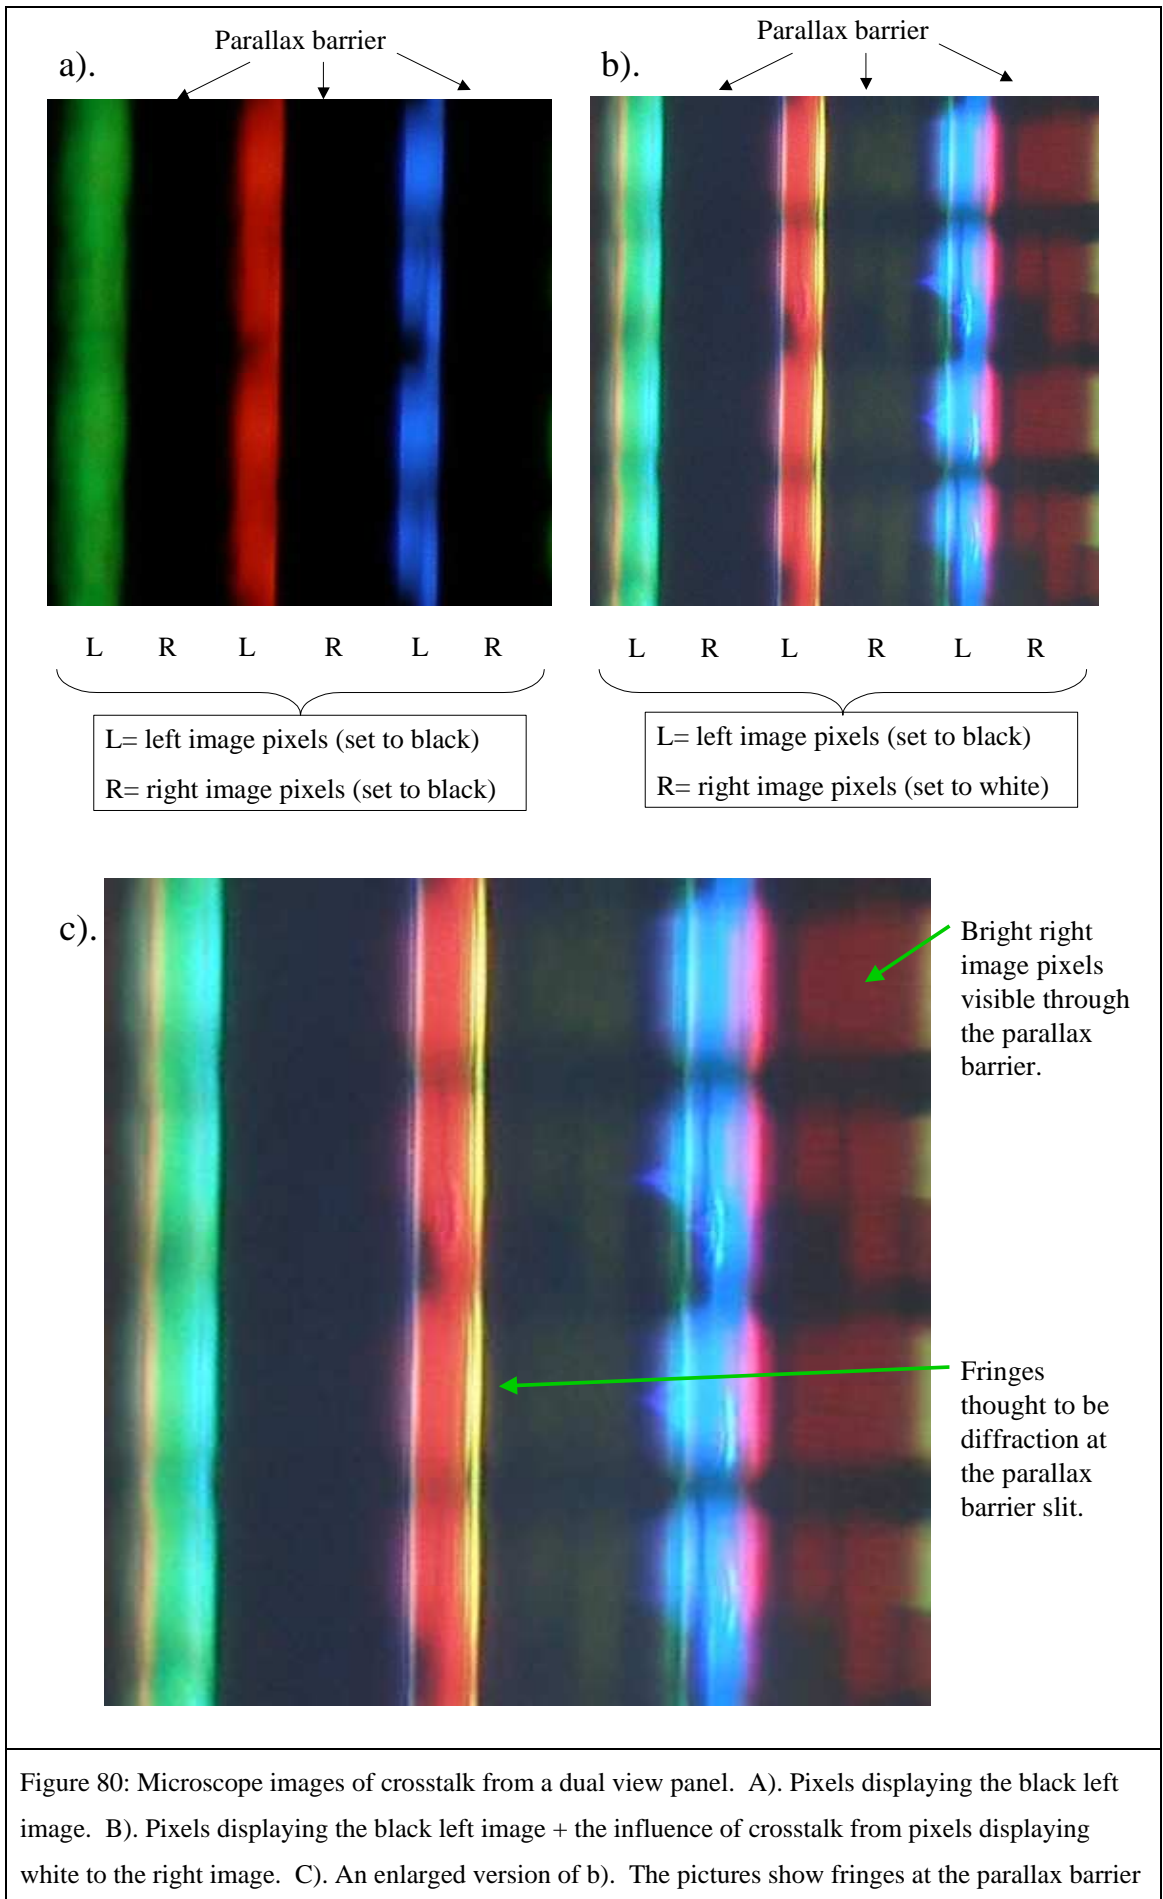 Parallax barrier
a).
Parallax barrier
b).
L R L R L R
L= left image pixels (set to black)
R= right image pixels (set to black)
L R L R L R
L= left image pixels (set to black)
R= right image pixels (set to white)
c).
Bright right
image pixels
visible through
the parallax
barrier.
Fringes
thought to be
diffraction at
the parallax
barrier slit.
Figure 80: Microscope images of crosstalk from a dual view panel. A). Pixels displaying the black left
image. B). Pixels displaying the black left image + the influence of crosstalk from pixels displaying
white to the right image. C). An enlarged version of b). The pictures show fringes at the parallax barrier